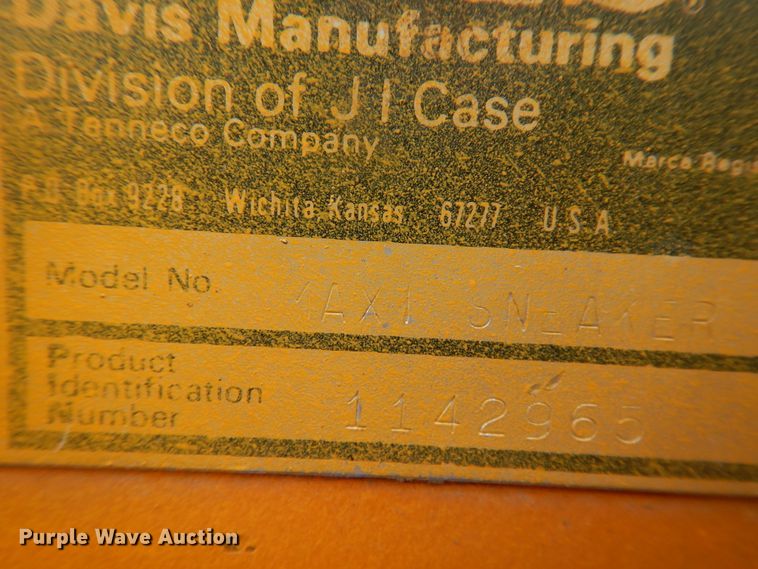 Davis Manufacturing
Division of J I Case
A Tenneco Company
Marca Regis
P.O. Box 9228 Wichita, Kansas 67277 U.S.A
Model No. MAXI SNEAKER
Product
Identification
Number 1142965
Purple Wave Auction